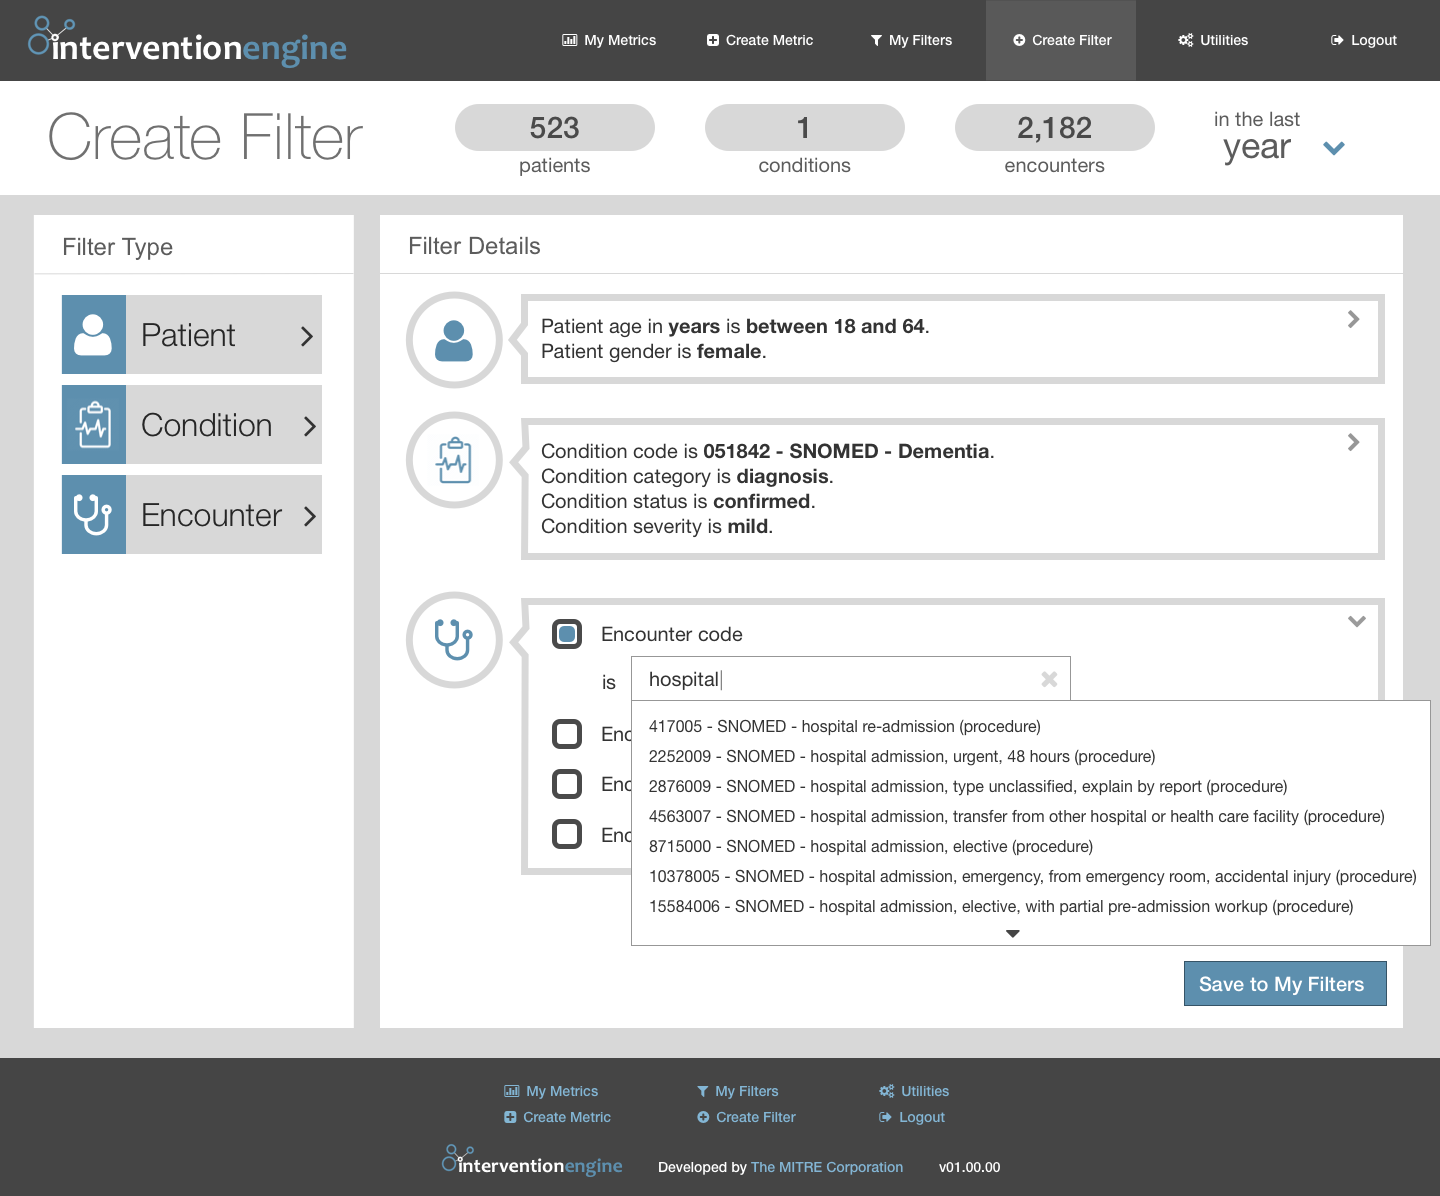 interventionengine
My Metrics
Create Metric
My Filters
Create Filter
Utilities
Logout
Create Filter
523
patients
1
conditions
2,182
encounters
in the last
year
Filter Type
Patient
Condition
Encounter
Filter Details
Patient age in years is between 18 and 64.
Patient gender is female.
Condition code is 051842 - SNOMED - Dementia.
Condition category is diagnosis.
Condition status is confirmed.
Condition severity is mild.
Encounter code
is hospital
Enc
Enc
Enc
417005 - SNOMED - hospital re-admission (procedure)
2252009 - SNOMED - hospital admission, urgent, 48 hours (procedure)
2876009 - SNOMED - hospital admission, type unclassified, explain by report (procedure)
4563007 - SNOMED - hospital admission, transfer from other hospital or health care facility (procedure)
8715000 - SNOMED - hospital admission, elective (procedure)
10378005 - SNOMED - hospital admission, emergency, from emergency room, accidental injury (procedure)
15584006 - SNOMED - hospital admission, elective, with partial pre-admission workup (procedure)
Save to My Filters
My Metrics
My Filters
Utilities
Create Metric
Create Filter
Logout
interventionengine
Developed by The MITRE Corporation
v01.00.00